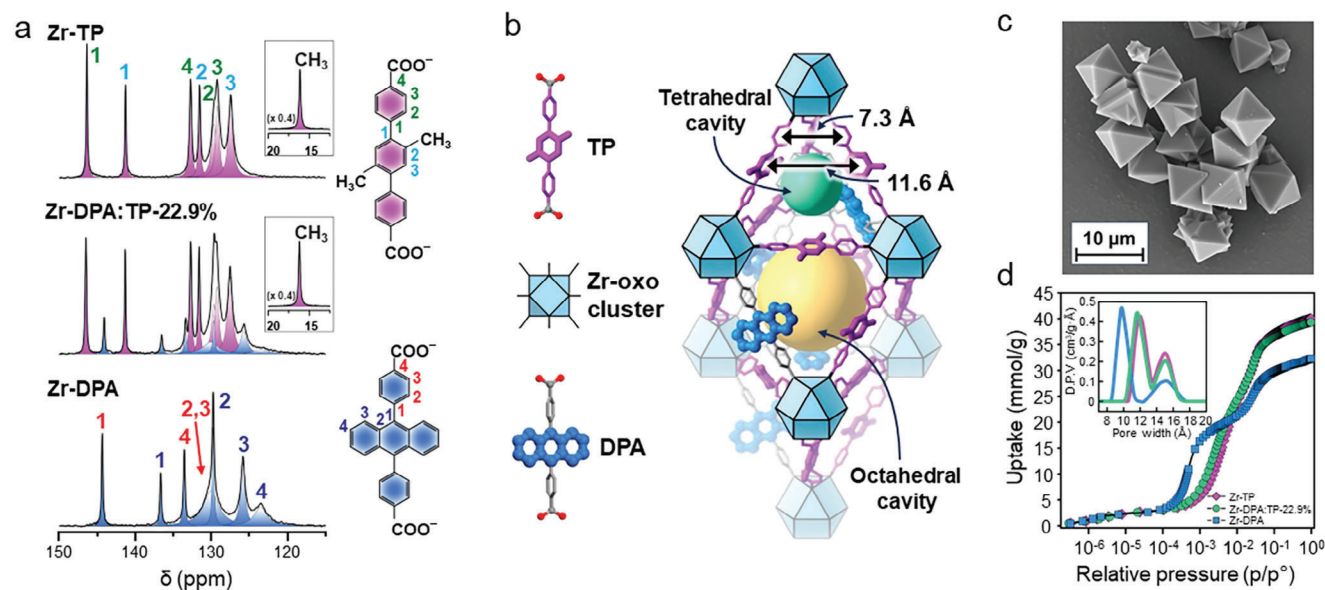 a
Zr-TP
1
1
4
2
2
3
3
CH₃
(x 0.4)
20 15
COO⁻
4
3
2
1
1
CH₃
2
3
H₃C
COO⁻
Zr-DPA:TP-22.9%
CH₃
(x 0.4)
20 15
Zr-DPA
1
1
2,3
4
2
3
4
COO⁻
4
3
2
1
1
2
3
4
COO⁻
150 140 130 120
δ (ppm)
b
TP
Zr-oxo
cluster
DPA
Tetrahedral
cavity
7.3 Å
11.6 Å
Octahedral
cavity
c
10 µm
d
45
40
35
30
25
20
15
10
5
0
Uptake (mmol/g)
0.5
0.4
0.3
0.2
0.1
0
D.P.V (cm³/g·Å)
8 10 12 14 16 18 20
Pore width (Å)
Zr-TP
Zr-DPA:TP-22.9%
Zr-DPA
10⁻⁶ 10⁻⁵ 10⁻⁴ 10⁻³ 10⁻² 10⁻¹ 10⁰
Relative pressure (p/p°)